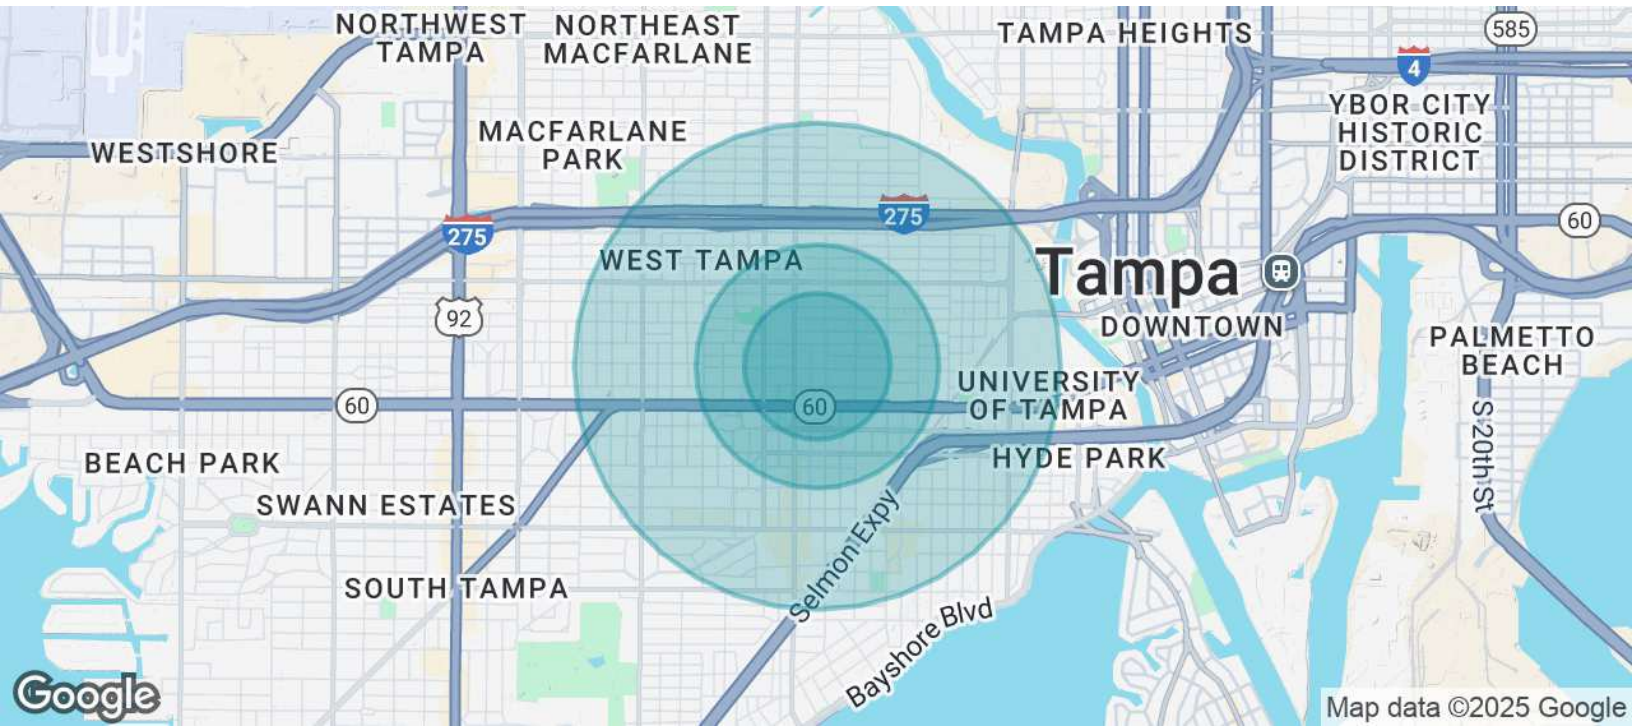 NORTHWEST
TAMPA
NORTHEAST
MACFARLANE
TAMPA HEIGHTS
585
4
YBOR CITY
HISTORIC
DISTRICT
MACFARLANE
PARK
WESTSHORE
275
275
60
WEST TAMPA
Tampa
92
DOWNTOWN
PALMETTO
BEACH
UNIVERSITY
OF TAMPA
60
60
S 20th St
BEACH PARK
HYDE PARK
SWANN ESTATES
Selmon Expy
SOUTH TAMPA
Bayshore Blvd
Google
Map data ©2025 Google